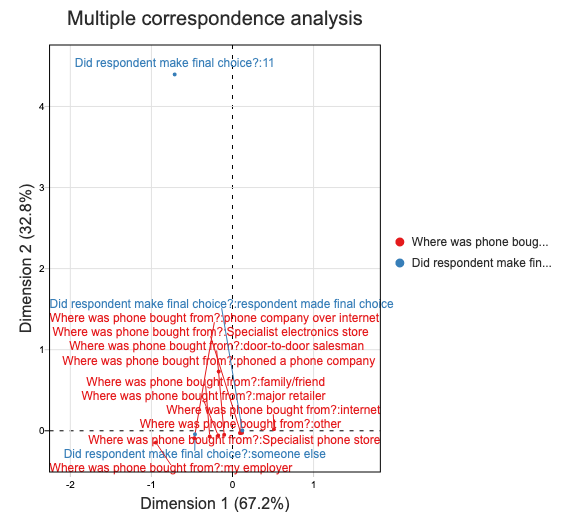 Multiple correspondence analysis
Did respondent make final choice?:11
4
3
2
1
0
Dimension 2 (32.8%)
Where was phone boug...
Did respondent make fin...
Did respondent make final choice?:respondent made final choice
Where was phone bought from?:phone company over internet
Where was phone bought from?:Specialist electronics store
Where was phone bought from?:door-to-door salesman
Where was phone bought from?:phoned a phone company
Where was phone bought from?:family/friend
Where was phone bought from?:major retailer
Where was phone bought from?:internet
Where was phone bought from?:other
Where was phone bought from?:Specialist phone store
Did respondent make final choice?:someone else
Where was phone bought from?:my employer
-2 -1 0 1
Dimension 1 (67.2%)